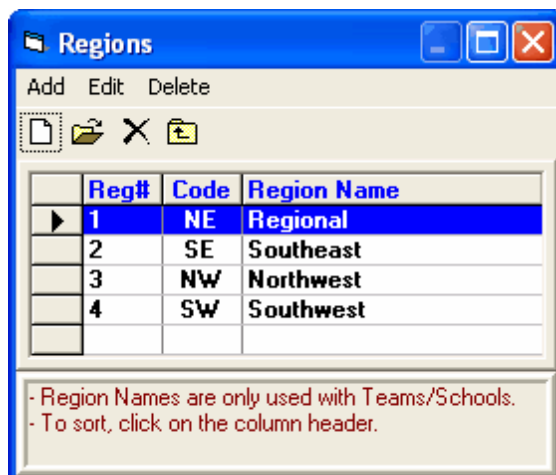 Regions
Add Edit Delete
Reg# Code Region Name
1 NE Regional
2 SE Southeast
3 NW Northwest
4 SW Southwest
- Region Names are only used with Teams/Schools.
- To sort, click on the column header.